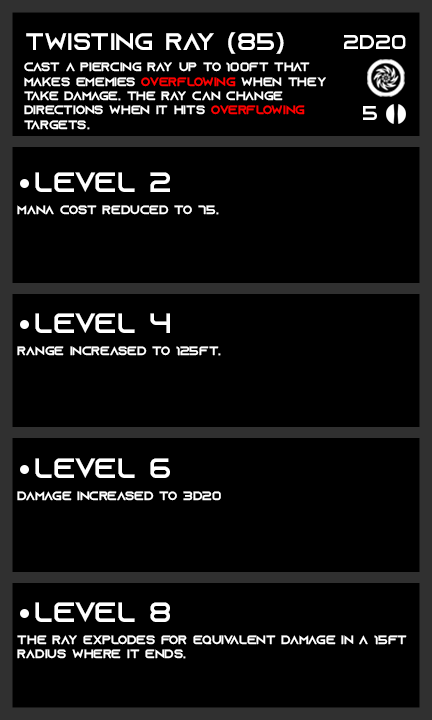 TWISTING RAY (85)
2D20
CAST A PIERCING RAY UP TO 100FT THAT
MAKES EMEMIES OVERFLOWING WHEN THEY
TAKE DAMAGE. THE RAY CAN CHANGE
DIRECTIONS WHEN IT HITS OVERFLOWING
TARGETS.
5
•LEVEL 2
MANA COST REDUCED TO 75.
•LEVEL 4
RANGE INCREASED TO 125FT.
•LEVEL 6
DAMAGE INCREASED TO 3D20
•LEVEL 8
THE RAY EXPLODES FOR EQUIVALENT DAMAGE IN A 15FT
RADIUS WHERE IT ENDS.